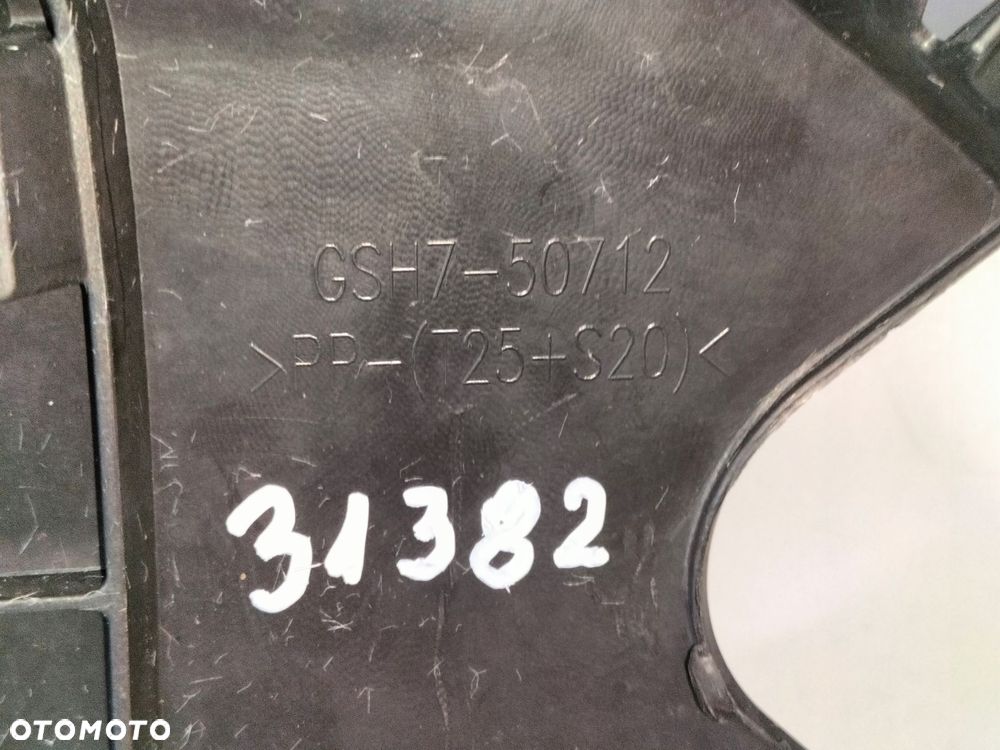 GSH7-50712
>PP-(T25+S20)<
31382
OTOMOTO